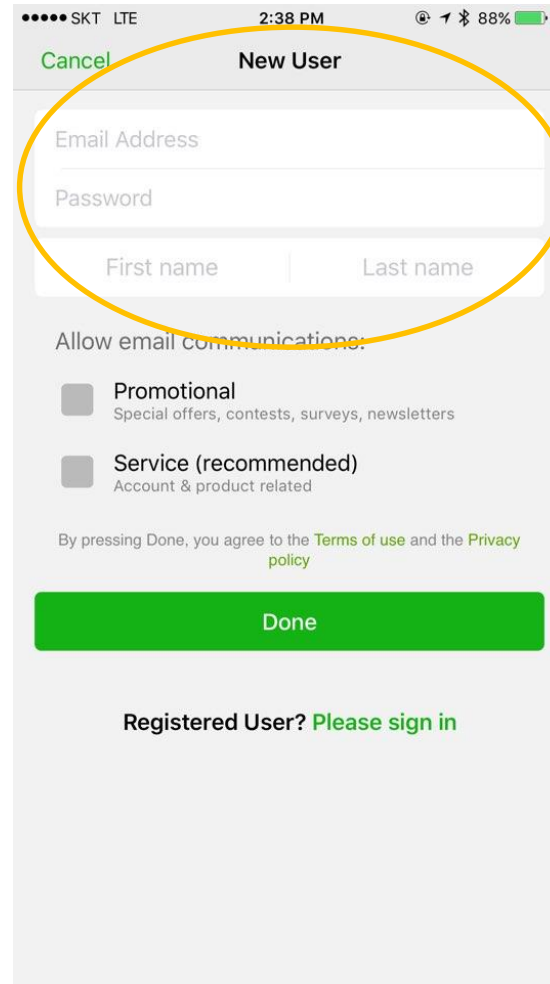 SKT LTE 2:38 PM 88%
Cancel New User
Email Address
Password
First name Last name
Allow email communications:
Promotional
Special offers, contests, surveys, newsletters
Service (recommended)
Account & product related
By pressing Done, you agree to the Terms of use and the Privacy
policy
Done
Registered User? Please sign in